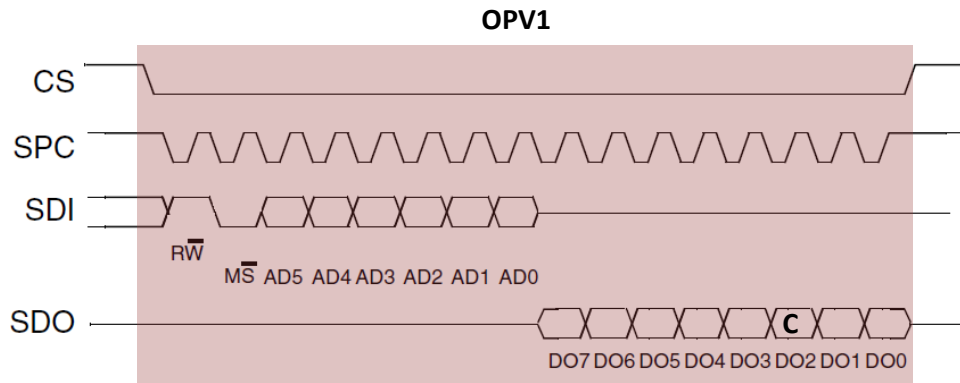 OPV1
CS
SPC
SDI
RW̅
MS̅ AD5 AD4 AD3 AD2 AD1 AD0
SDO
C
DO7 DO6 DO5 DO4 DO3 DO2 DO1 DO0